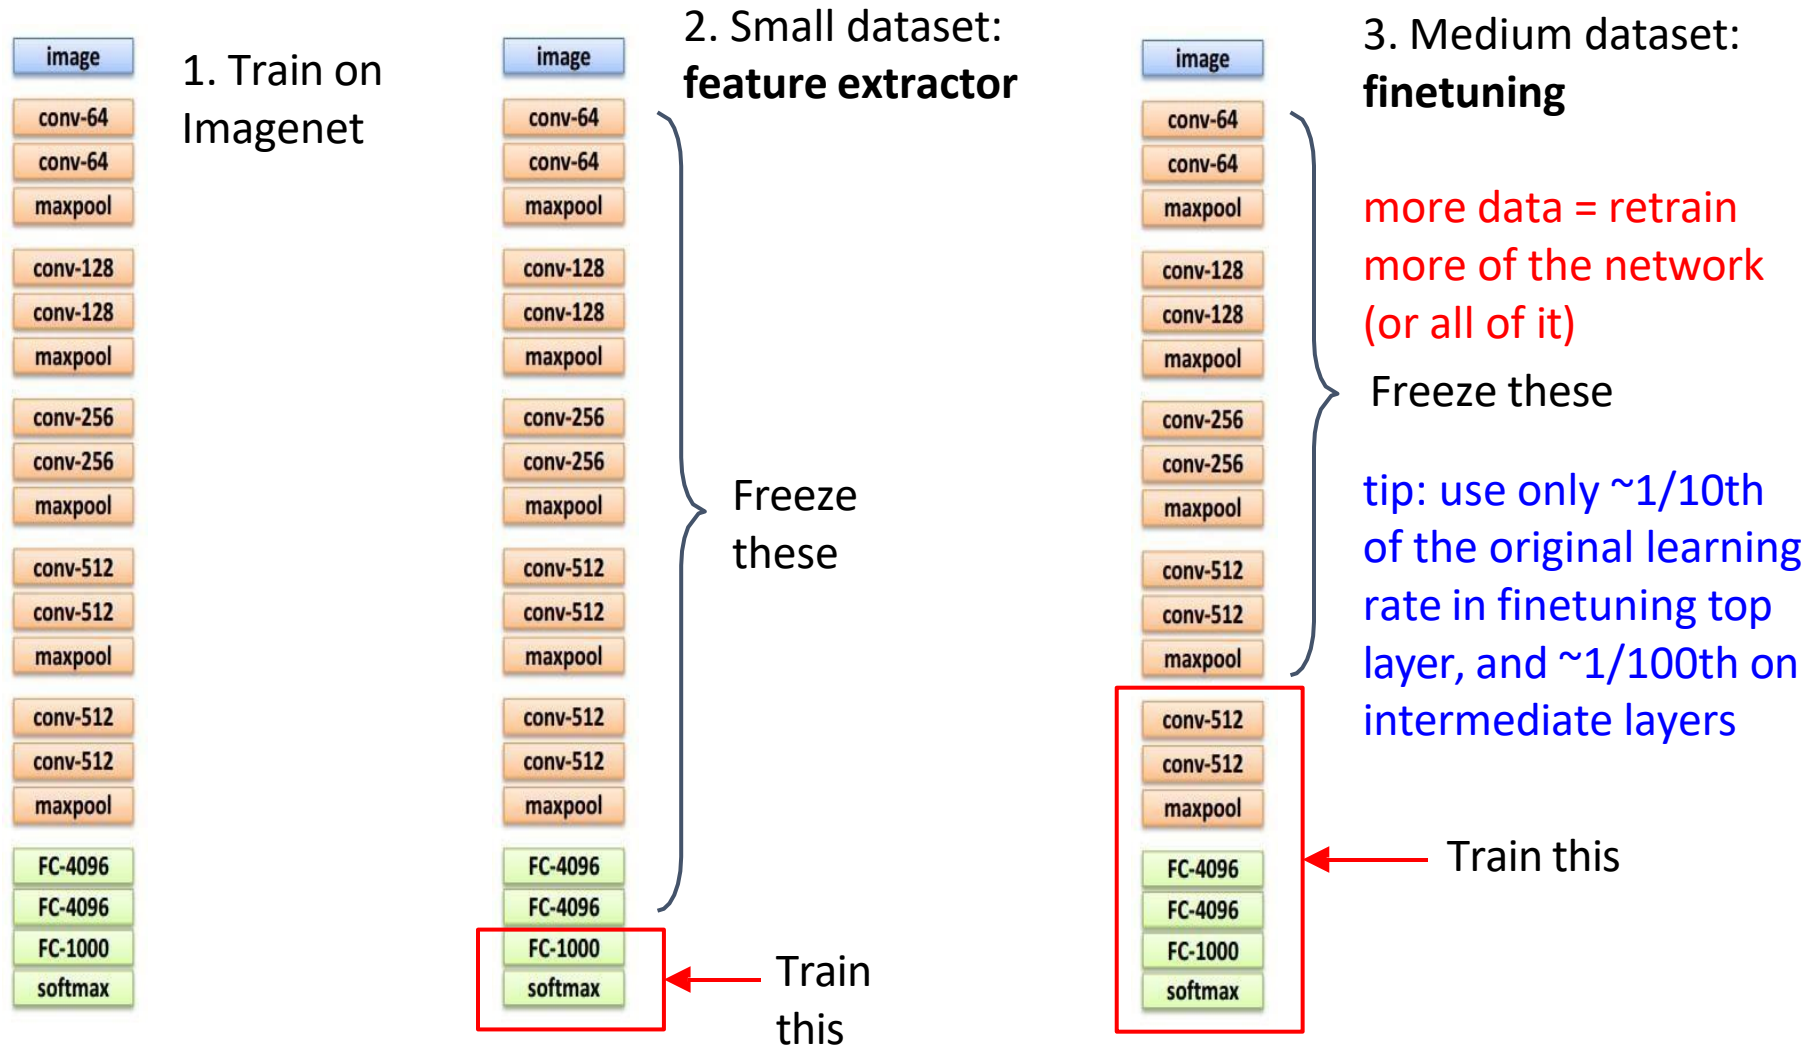 1. Train on
Imagenet
image
conv-64
conv-64
maxpool
conv-128
conv-128
maxpool
conv-256
conv-256
maxpool
conv-512
conv-512
maxpool
conv-512
conv-512
maxpool
FC-4096
FC-4096
FC-1000
softmax
2. Small dataset:
feature extractor
image
conv-64
conv-64
maxpool
conv-128
conv-128
maxpool
conv-256
conv-256
maxpool
conv-512
conv-512
maxpool
conv-512
conv-512
maxpool
FC-4096
FC-4096
FC-1000
softmax
Freeze
these
Train
this
3. Medium dataset:
finetuning
image
conv-64
conv-64
maxpool
conv-128
conv-128
maxpool
conv-256
conv-256
maxpool
conv-512
conv-512
maxpool
conv-512
conv-512
maxpool
FC-4096
FC-4096
FC-1000
softmax
more data = retrain
more of the network
(or all of it)
Freeze these
tip: use only ~1/10th
of the original learning
rate in finetuning top
layer, and ~1/100th on
intermediate layers
Train this